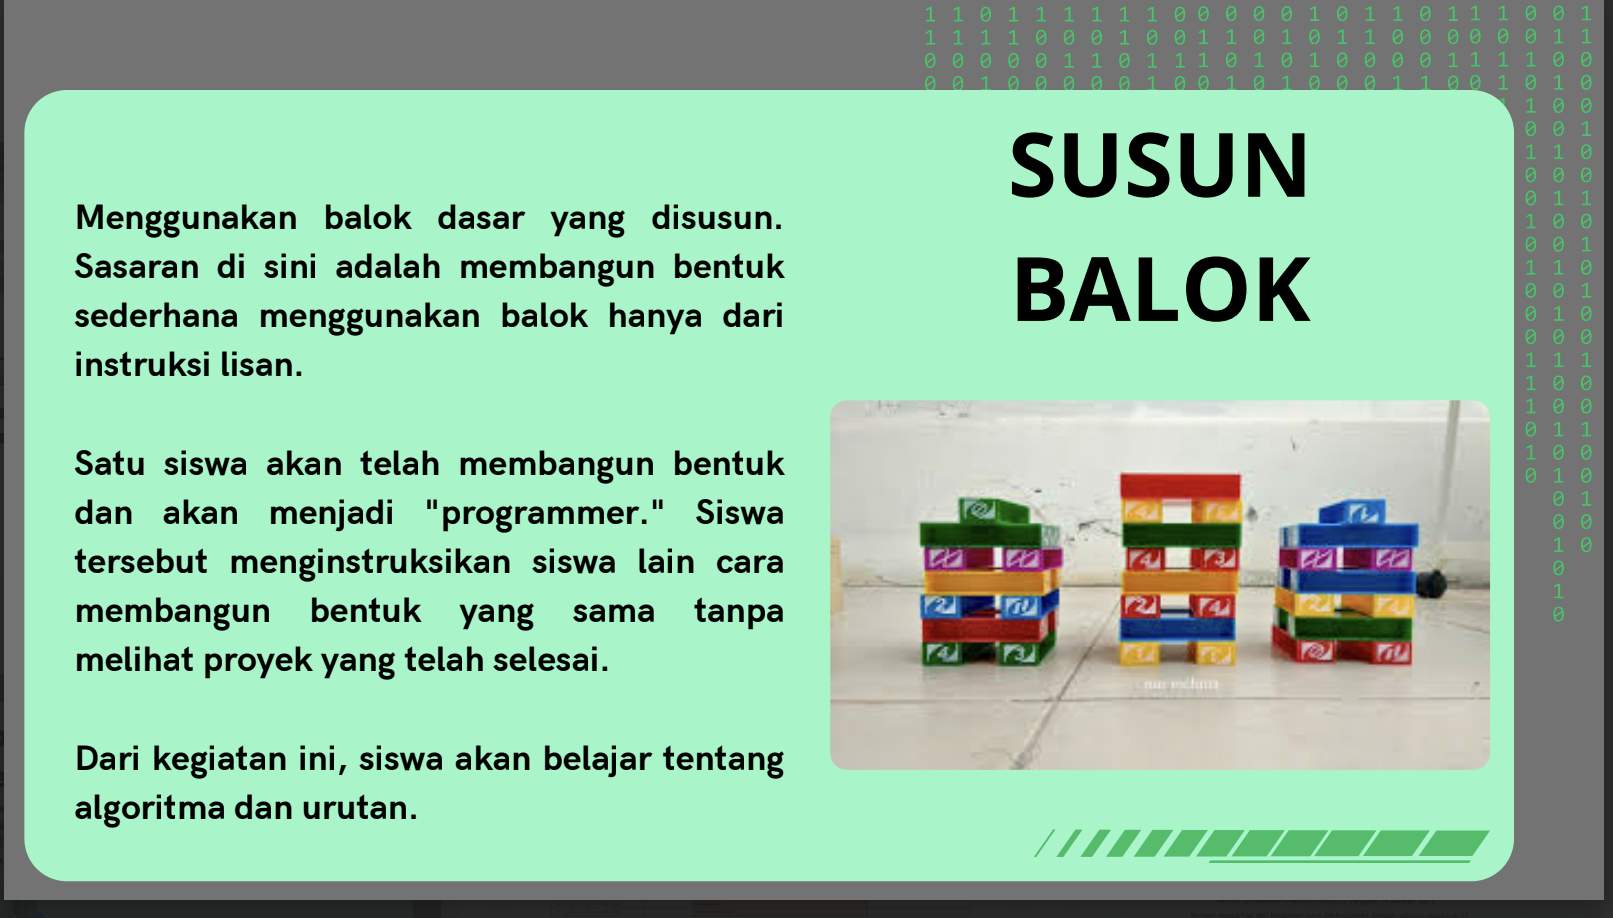 SUSUN
BALOK
Menggunakan balok dasar yang disusun.
Sasaran di sini adalah membangun bentuk
sederhana menggunakan balok hanya dari
instruksi lisan.
Satu siswa akan telah membangun bentuk
dan akan menjadi "programmer." Siswa
tersebut menginstruksikan siswa lain cara
membangun bentuk yang sama tanpa
melihat proyek yang telah selesai.
Dari kegiatan ini, siswa akan belajar tentang
algoritma dan urutan.